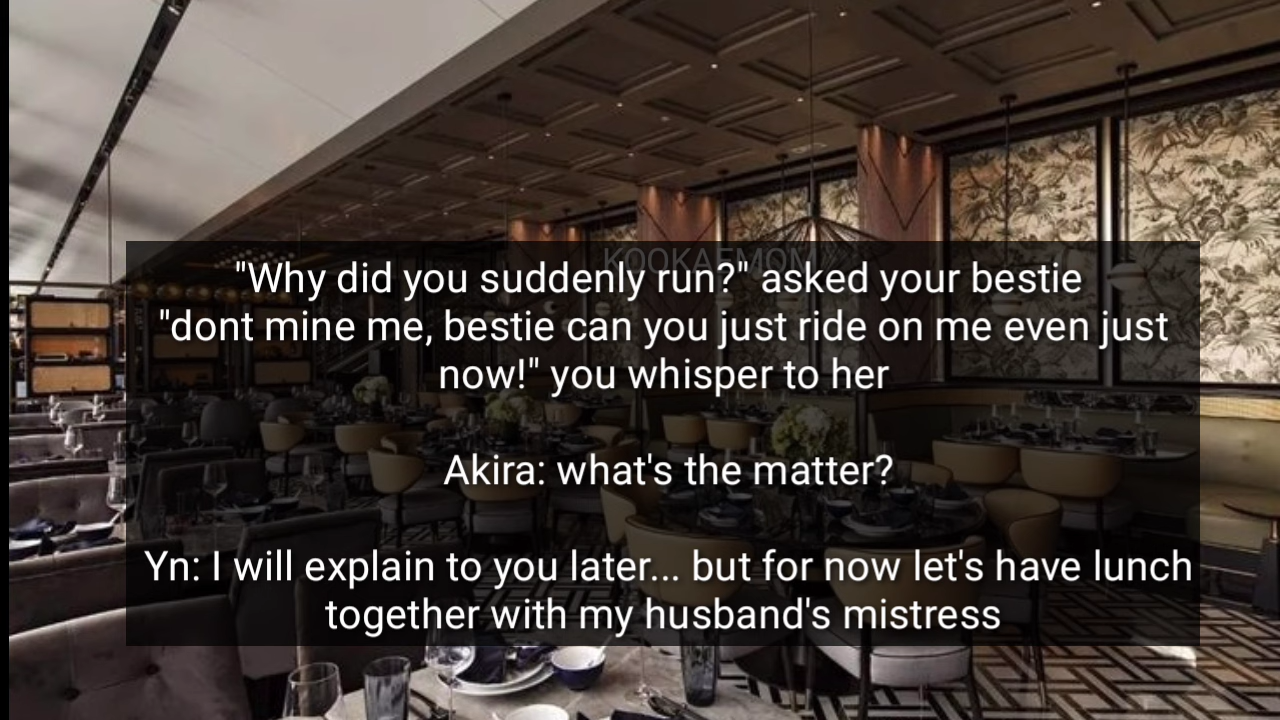 KOOKAEMON
"Why did you suddenly run?" asked your bestie
"dont mine me, bestie can you just ride on me even just
now!" you whisper to her
Akira: what's the matter?
Yn: I will explain to you later... but for now let's have lunch
together with my husband's mistress